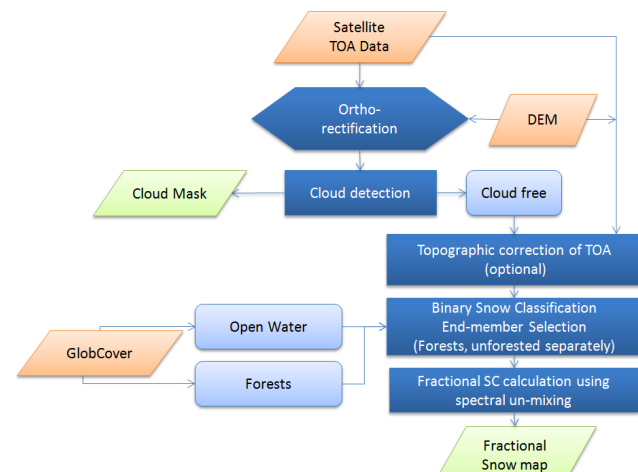 Satellite
TOA Data
Ortho-
rectification
DEM
Cloud Mask
Cloud detection
Cloud free
Topographic correction of TOA
(optional)
Open Water
Binary Snow Classification
End-member Selection
(Forests, unforested separately)
GlobCover
Forests
Fractional SC calculation using
spectral un-mixing
Fractional
Snow map